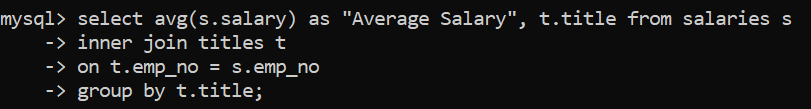 mysql> select avg(s.salary) as "Average Salary", t.title from salaries s
    -> inner join titles t
    -> on t.emp_no = s.emp_no
    -> group by t.title;